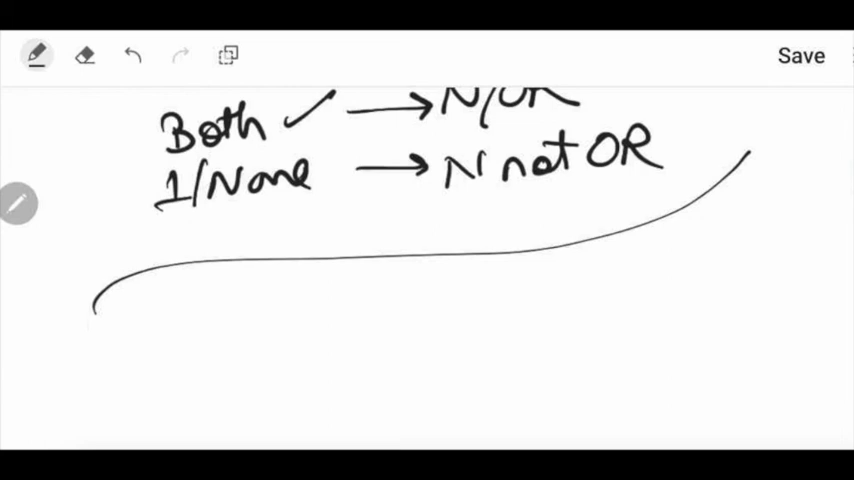 Save
Both ✓ → N/OR
1/None → N not OR